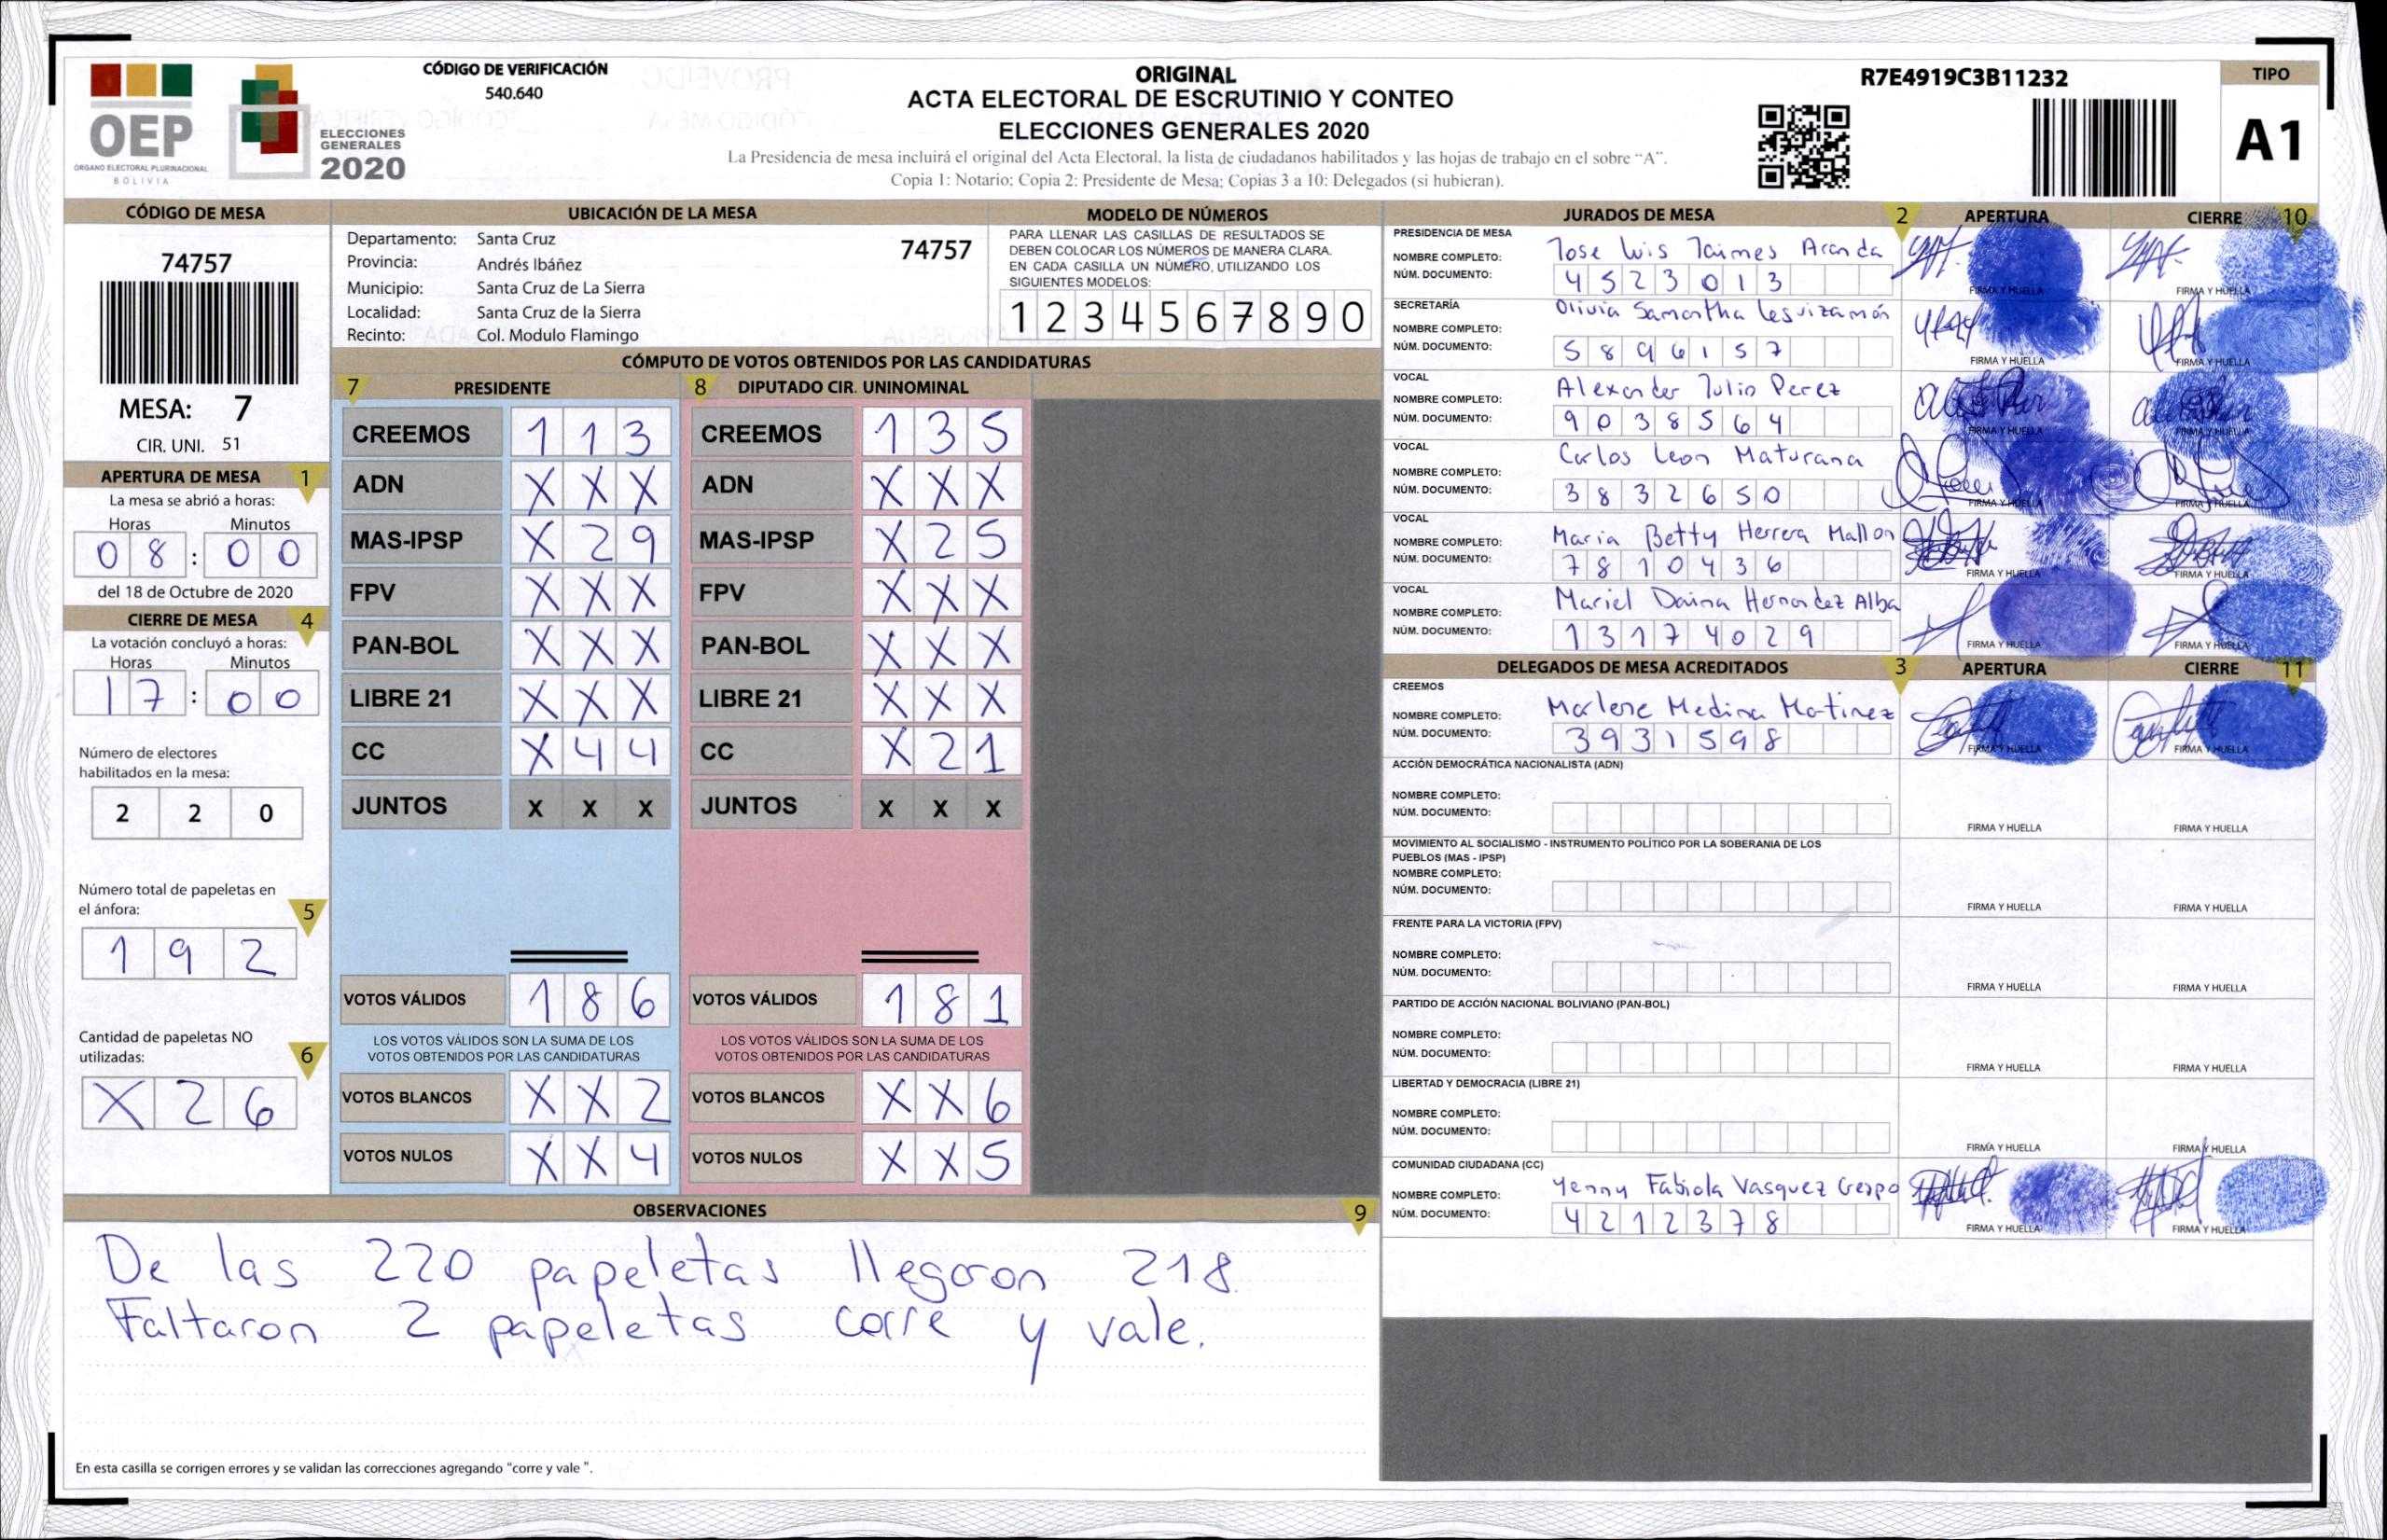 OEP
ÓRGANO ELECTORAL PLURINACIONAL
BOLIVIA
ELECCIONES
GENERALES
2020
CÓDIGO DE VERIFICACIÓN
540.640
ORIGINAL
ACTA ELECTORAL DE ESCRUTINIO Y CONTEO
ELECCIONES GENERALES 2020
La Presidencia de mesa incluirá el original del Acta Electoral, la lista de ciudadanos habilitados y las hojas de trabajo en el sobre “A”.
Copia 1: Notario; Copia 2: Presidente de Mesa; Copias 3 a 10: Delegados (si hubieran).
R7E4919C3B11232
TIPO
A1
CÓDIGO DE MESA
74757
MESA: 7
CIR. UNI. 51
APERTURA DE MESA 1
La mesa se abrió a horas:
Horas Minutos
0 8 : 0 0
del 18 de Octubre de 2020
CIERRE DE MESA 4
La votación concluyó a horas:
Horas Minutos
1 7 : 0 0
Número de electores
habilitados en la mesa:
2 2 0
Número total de papeletas en
el ánfora: 5
1 9 2
Cantidad de papeletas NO
utilizadas: 6
X 2 6
UBICACIÓN DE LA MESA
Departamento: Santa Cruz 74757
Provincia: Andrés Ibáñez
Municipio: Santa Cruz de La Sierra
Localidad: Santa Cruz de la Sierra
Recinto: Col. Modulo Flamingo
MODELO DE NÚMEROS
PARA LLENAR LAS CASILLAS DE RESULTADOS SE
DEBEN COLOCAR LOS NÚMEROS DE MANERA CLARA.
EN CADA CASILLA UN NÚMERO, UTILIZANDO LOS
SIGUIENTES MODELOS:
1 2 3 4 5 6 7 8 9 0
CÓMPUTO DE VOTOS OBTENIDOS POR LAS CANDIDATURAS
7 PRESIDENTE 8 DIPUTADO CIR. UNINOMINAL
CREEMOS 1 1 3 CREEMOS 1 3 5
ADN X X X ADN X X X
MAS-IPSP X 2 9 MAS-IPSP X 2 5
FPV X X X FPV X X X
PAN-BOL X X X PAN-BOL X X X
LIBRE 21 X X X LIBRE 21 X X X
CC X 4 4 CC X 2 1
JUNTOS X X X JUNTOS X X X
VOTOS VÁLIDOS 1 8 6 VOTOS VÁLIDOS 1 8 1
LOS VOTOS VÁLIDOS SON LA SUMA DE LOS LOS VOTOS VÁLIDOS SON LA SUMA DE LOS
VOTOS OBTENIDOS POR LAS CANDIDATURAS VOTOS OBTENIDOS POR LAS CANDIDATURAS
VOTOS BLANCOS X X 2 VOTOS BLANCOS X X 6
VOTOS NULOS X X 4 VOTOS NULOS X X 5
OBSERVACIONES 9
De las 220 papeletas llegaron 218.
Faltaron 2 papeletas corre y vale.
En esta casilla se corrigen errores y se validan las correcciones agregando "corre y vale ".
JURADOS DE MESA 2 APERTURA CIERRE 10
PRESIDENCIA DE MESA
NOMBRE COMPLETO: Jose Luis Jaimes Aranda
NÚM. DOCUMENTO: 4 5 2 3 0 1 3
FIRMA Y HUELLA FIRMA Y HUELLA
SECRETARÍA
NOMBRE COMPLETO: Olivia Samantha Lesvizamón
NÚM. DOCUMENTO: 5 8 9 6 1 5 7
FIRMA Y HUELLA FIRMA Y HUELLA
VOCAL
NOMBRE COMPLETO: Alexander Julio Perez
NÚM. DOCUMENTO: 9 0 3 8 5 6 4
FIRMA Y HUELLA FIRMA Y HUELLA
VOCAL
NOMBRE COMPLETO: Carlos Leon Maturana
NÚM. DOCUMENTO: 3 8 3 2 6 5 0
FIRMA Y HUELLA FIRMA Y HUELLA
VOCAL
NOMBRE COMPLETO: Maria Betty Herrera Mallon
NÚM. DOCUMENTO: 7 8 1 0 4 3 6
FIRMA Y HUELLA FIRMA Y HUELLA
VOCAL
NOMBRE COMPLETO: Mariel Daina Hernandez Alba
NÚM. DOCUMENTO: 1 3 1 7 4 0 2 9
FIRMA Y HUELLA FIRMA Y HUELLA
DELEGADOS DE MESA ACREDITADOS 3 APERTURA CIERRE 11
CREEMOS
NOMBRE COMPLETO: Marlene Medina Martinez
NÚM. DOCUMENTO: 3 9 3 1 5 9 8
FIRMA Y HUELLA FIRMA Y HUELLA
ACCIÓN DEMOCRÁTICA NACIONALISTA (ADN)
NOMBRE COMPLETO:
NÚM. DOCUMENTO:
FIRMA Y HUELLA FIRMA Y HUELLA
MOVIMIENTO AL SOCIALISMO - INSTRUMENTO POLÍTICO POR LA SOBERANIA DE LOS
PUEBLOS (MAS - IPSP)
NOMBRE COMPLETO:
NÚM. DOCUMENTO:
FIRMA Y HUELLA FIRMA Y HUELLA
FRENTE PARA LA VICTORIA (FPV)
NOMBRE COMPLETO:
NÚM. DOCUMENTO:
FIRMA Y HUELLA FIRMA Y HUELLA
PARTIDO DE ACCIÓN NACIONAL BOLIVIANO (PAN-BOL)
NOMBRE COMPLETO:
NÚM. DOCUMENTO:
FIRMA Y HUELLA FIRMA Y HUELLA
LIBERTAD Y DEMOCRACIA (LIBRE 21)
NOMBRE COMPLETO:
NÚM. DOCUMENTO:
FIRMA Y HUELLA FIRMA Y HUELLA
COMUNIDAD CIUDADANA (CC)
NOMBRE COMPLETO: Yenny Fabiola Vasquez Crespo
NÚM. DOCUMENTO: 4 2 1 2 3 7 8
FIRMA Y HUELLA FIRMA Y HUELLA